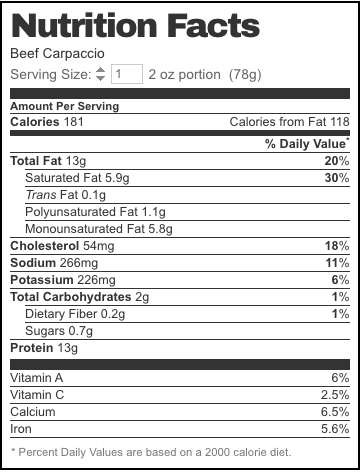 Nutrition Facts
Beef Carpaccio
Serving Size: 1 2 oz portion (78g)
Amount Per Serving
Calories 181 Calories from Fat 118
% Daily Value*
Total Fat 13g 20%
Saturated Fat 5.9g 30%
Trans Fat 0.1g
Polyunsaturated Fat 1.1g
Monounsaturated Fat 5.8g
Cholesterol 54mg 18%
Sodium 266mg 11%
Potassium 226mg 6%
Total Carbohydrates 2g 1%
Dietary Fiber 0.2g 1%
Sugars 0.7g
Protein 13g
Vitamin A 6%
Vitamin C 2.5%
Calcium 6.5%
Iron 5.6%
* Percent Daily Values are based on a 2000 calorie diet.